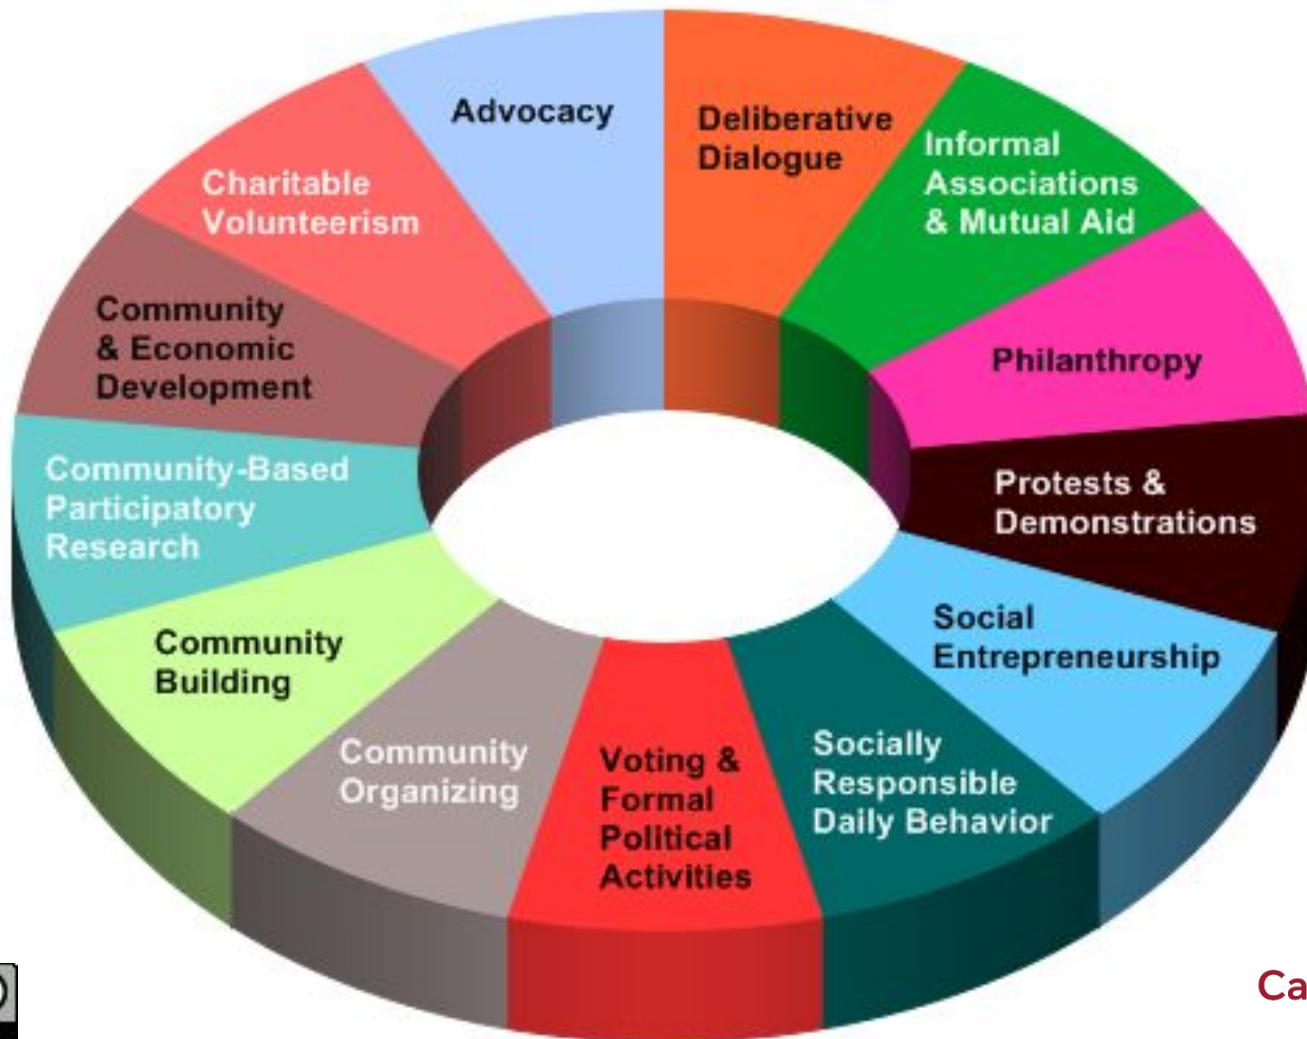 Advocacy
Deliberative
Dialogue
Informal
Associations
& Mutual Aid
Philanthropy
Protests &
Demonstrations
Social
Entrepreneurship
Socially
Responsible
Daily Behavior
Voting &
Formal
Political
Activities
Community
Organizing
Community
Building
Community-Based
Participatory
Research
Community
& Economic
Development
Charitable
Volunteerism
Ca